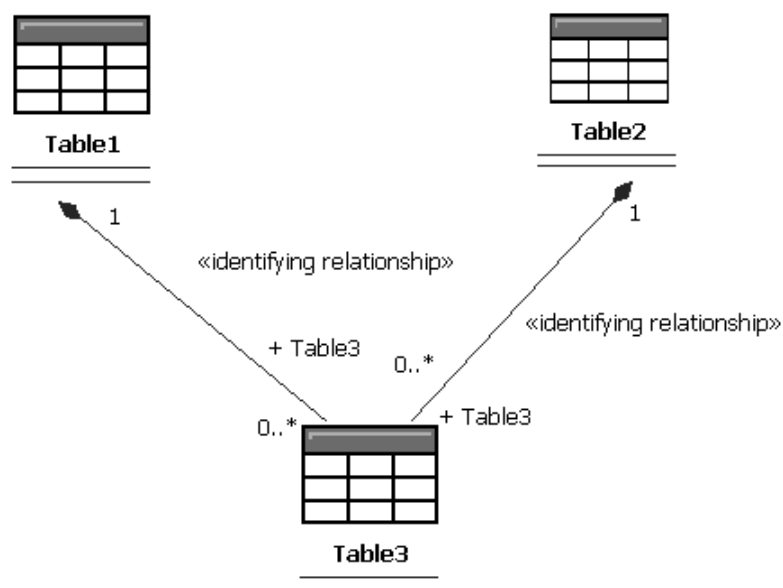 Table1
Table2
1
1
«identifying relationship»
«identifying relationship»
+ Table3
0..*
0..*
+ Table3
Table3